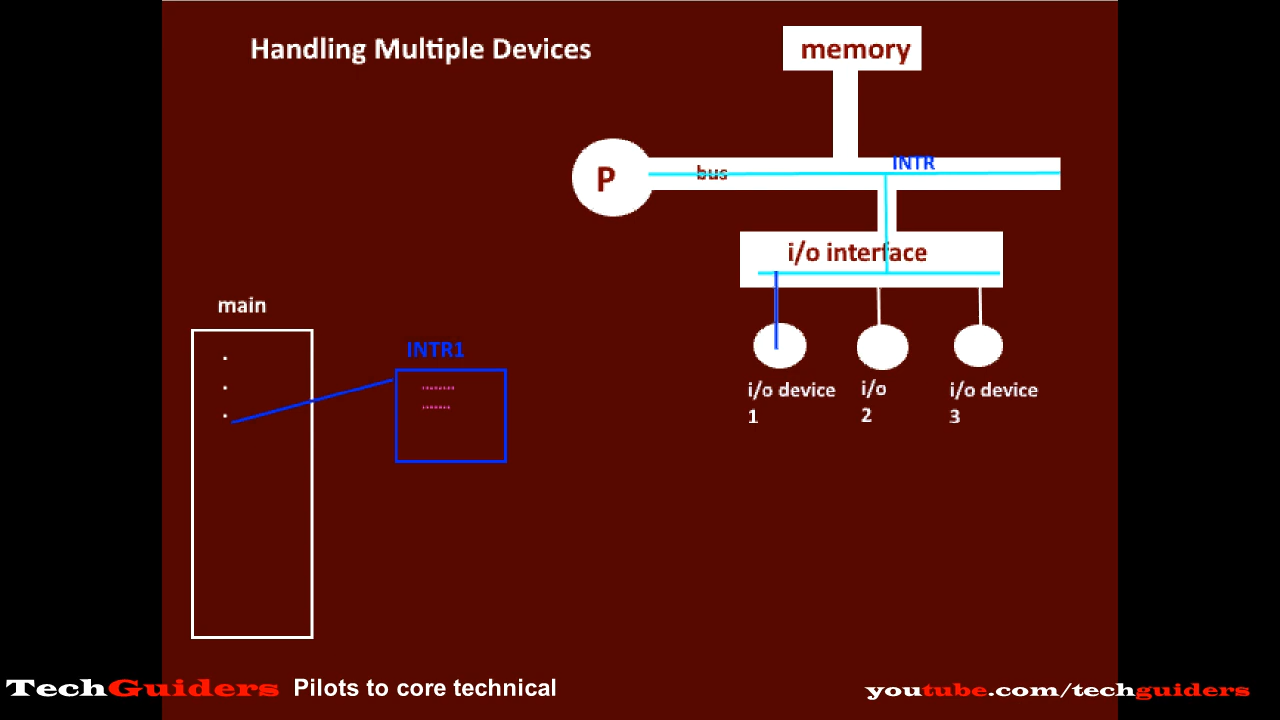 Handling Multiple Devices
memory
INTR
P
bus
i/o interface
main
INTR1
i/o device
1
i/o
2
i/o device
3
TechGuiders Pilots to core technical
youtube.com/techguiders